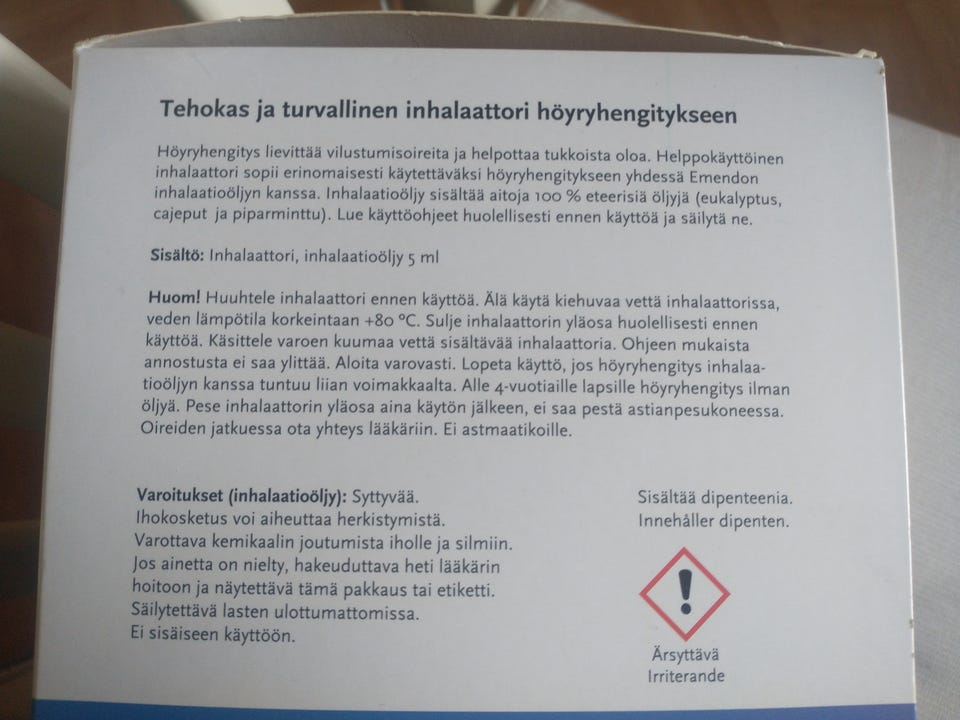 Tehokas ja turvallinen inhalaattori höyryhengitykseen
Höyryhengitys lievittää vilustumisoireita ja helpottaa tukkoista oloa. Helppokäyttöinen
inhalaattori sopii erinomaisesti käytettäväksi höyryhengitykseen yhdessä Emendon
inhalaatioöljyn kanssa. Inhalaatioöljy sisältää aitoja 100 % eteerisiä öljyjä (eukalyptus,
cajeput ja piparminttu). Lue käyttöohjeet huolellisesti ennen käyttöä ja säilytä ne.
Sisältö: Inhalaattori, inhalaatioöljy 5 ml
Huom! Huuhtele inhalaattori ennen käyttöä. Älä käytä kiehuvaa vettä inhalaattorissa,
veden lämpötila korkeintaan +80 °C. Sulje inhalaattorin yläosa huolellisesti ennen
käyttöä. Käsittele varoen kuumaa vettä sisältävää inhalaattoria. Ohjeen mukaista
annostusta ei saa ylittää. Aloita varovasti. Lopeta käyttö, jos höyryhengitys inhalaa-
tioöljyn kanssa tuntuu liian voimakkaalta. Alle 4-vuotiaille lapsille höyryhengitys ilman
öljyä. Pese inhalaattorin yläosa aina käytön jälkeen, ei saa pestä astianpesukoneessa.
Oireiden jatkuessa ota yhteys lääkäriin. Ei astmaatikoille.
Varoitukset (inhalaatioöljy): Syttyvää.
Ihokosketus voi aiheuttaa herkistymistä.
Varottava kemikaalin joutumista iholle ja silmiin.
Jos ainetta on nielty, hakeuduttava heti lääkärin
hoitoon ja näytettävä tämä pakkaus tai etiketti.
Säilytettävä lasten ulottumattomissa.
Ei sisäiseen käyttöön.
Sisältää dipenteenia.
Innehåller dipenten.
Ärsyttävä
Irriterande